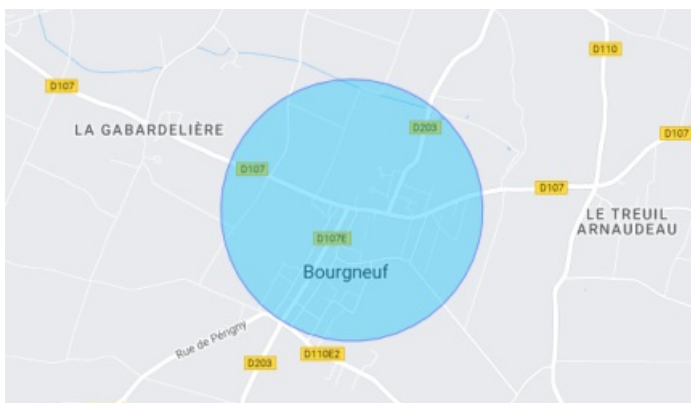 D110
D107
D203
LA GABARDELIÈRE
D107
D107
D107
LE TREUIL
ARNAUDEAU
D107E
Bourgneuf
Rue de Périgny
D203
D110E2